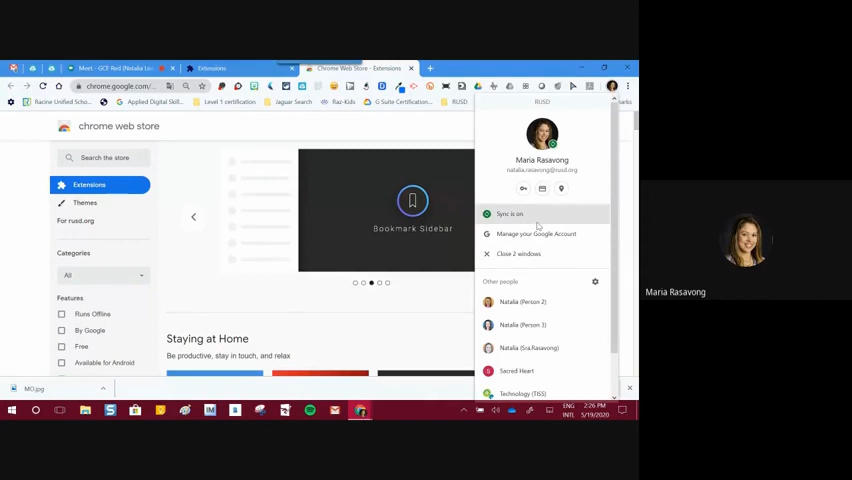 Meet - GCE Red (Natalia
Extensions
Chrome Web Store - Extensions
chrome.google.com/
Racine Unified Scho...
Applied Digital Skill...
Level 1 certification
Jaguar Search
Raz-Kids
G Suite Certification...
RUSD
marks
RUSD
chrome web store
Maria Rasavong
natalia.rasavong@rusd.org
Search the store
Extensions
Themes
For rusd.org
Categories
All
Features
Runs Offline
By Google
Free
Available for Android
Bookmark Sidebar
Staying at Home
Be productive, stay in touch, and relax
Sync is on
Manage your Google Account
Close 2 windows
Other people
Natalia (Person 2)
Natalia (Person 3)
Natalia (Sra.Rasavong)
Sacred Heart
Technology (TISS)
Maria Rasavong
MO.jpg
ENG
INTL
2:26 PM
5/19/2020